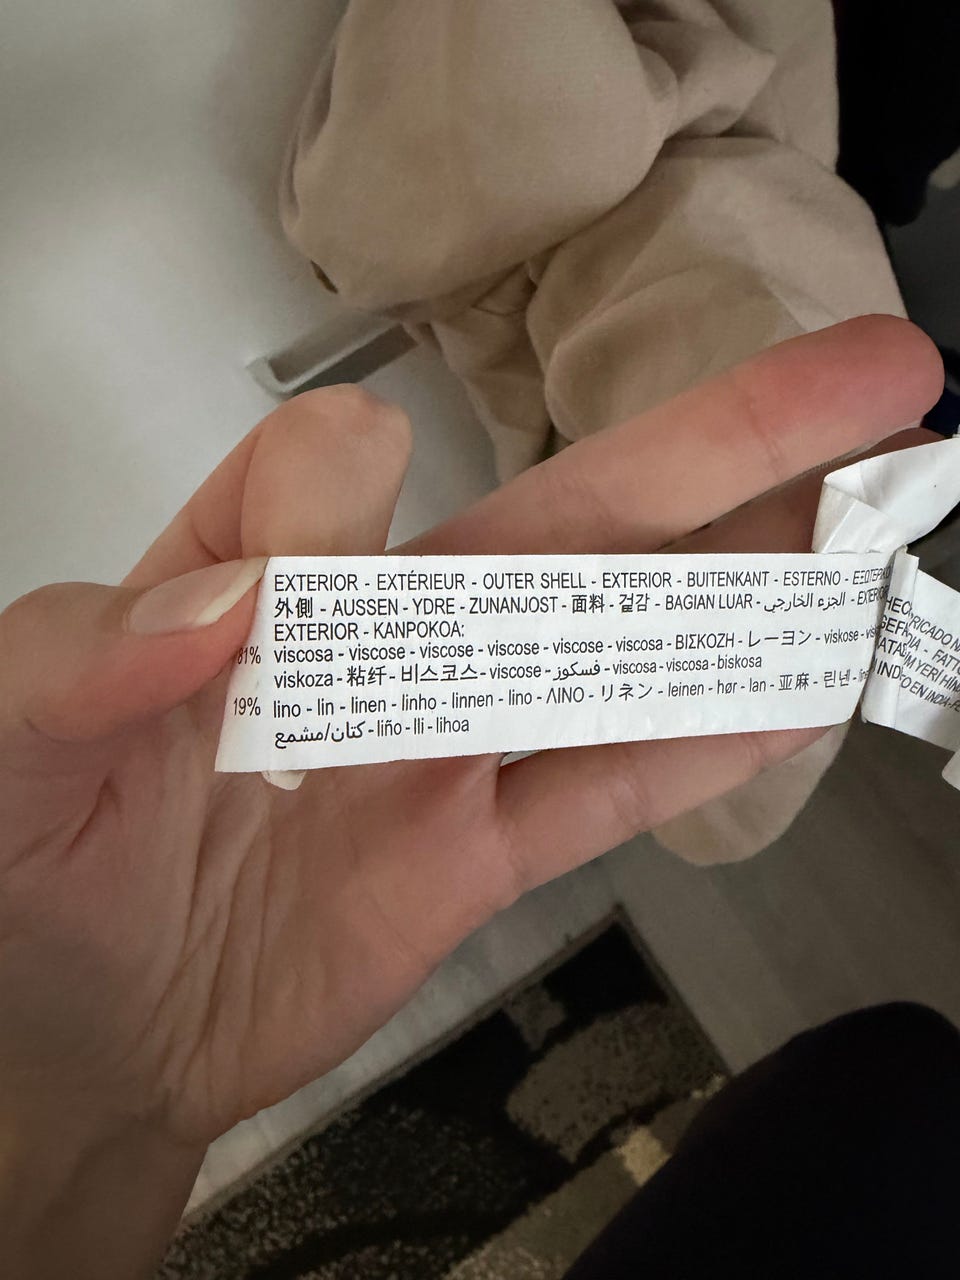 EXTERIOR - EXTÉRIEUR - OUTER SHELL - EXTERIOR - BUITENKANT - ESTERNO -
外側 - AUSSEN - YDRE - ZUNANJOST - 面料 - 겉감 - BAGIAN LUAR - الجزء الخارجي -
EXTERIOR - KANPOKOA:
81% viscosa - viscose - viscose - viscose - viscose - viscosa - ΒΙΣΚΟΖΗ - レーヨン - viskose -
viskoza - 粘纤 - 비스코스 - viscose - فسكوز - viscosa - viscosa - biskosa
19% lino - lin - linen - linho - linnen - lino - ΛΙΝΟ - リネン - leinen - hør - lan - 亚麻 - 린넨 -
كتان/مشمع - liño - lli - lihoa